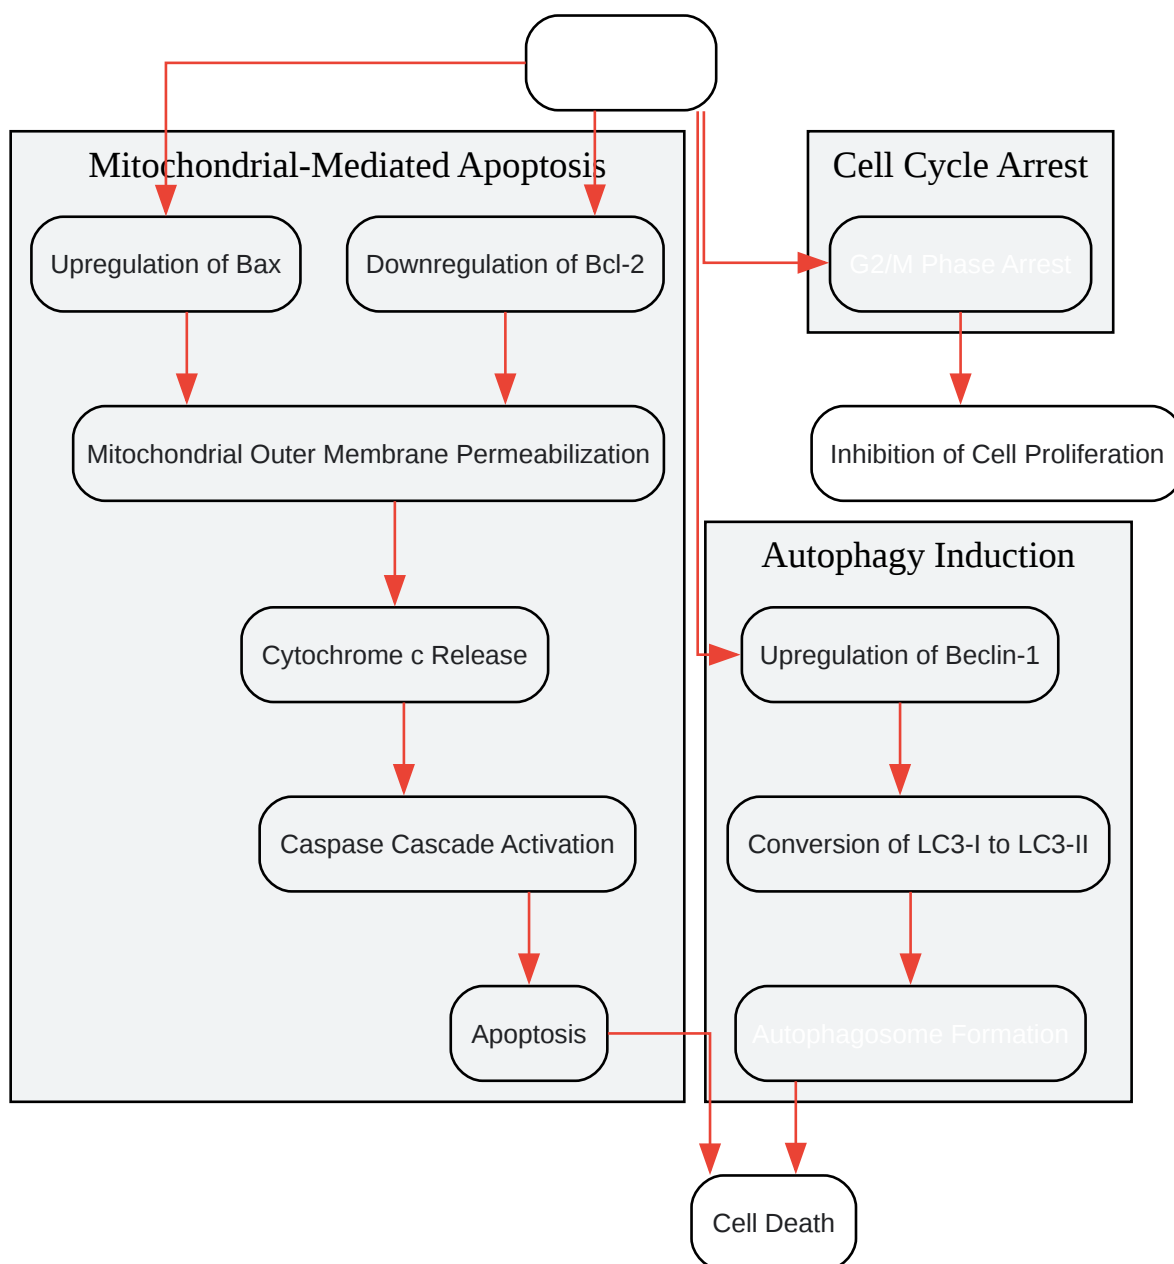 Mitochondrial-Mediated Apoptosis
Upregulation of Bax
Downregulation of Bcl-2
Mitochondrial Outer Membrane Permeabilization
Cytochrome c Release
Caspase Cascade Activation
Apoptosis
Cell Cycle Arrest
G2/M Phase Arrest
Inhibition of Cell Proliferation
Autophagy Induction
Upregulation of Beclin-1
Conversion of LC3-I to LC3-II
Autophagosome Formation
Cell Death